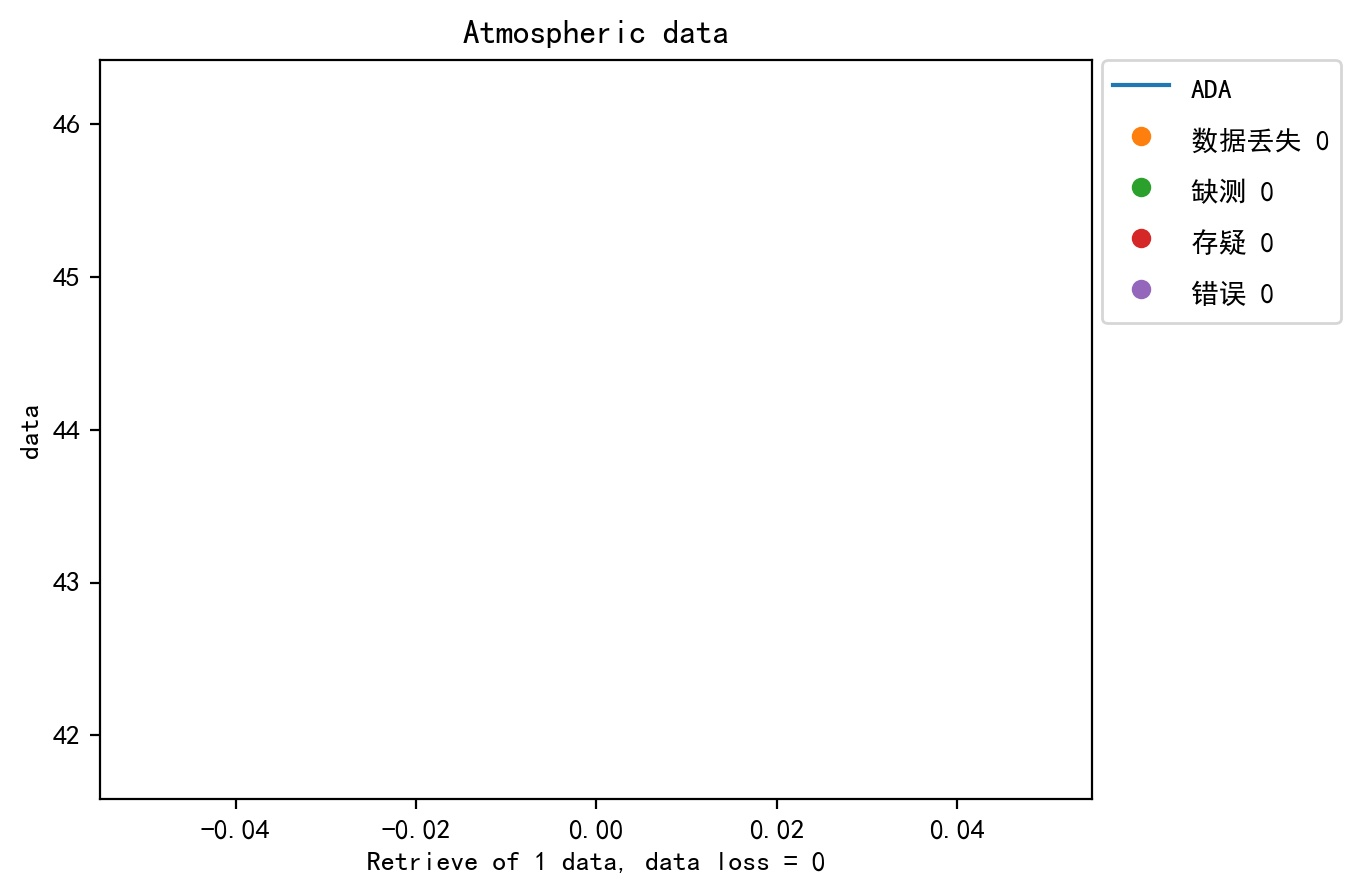 Atmospheric data
46
45
44
43
42
data
-0.04 -0.02 0.00 0.02 0.04
Retrieve of 1 data, data loss = 0
ADA
数据丢失 0
缺测 0
存疑 0
错误 0